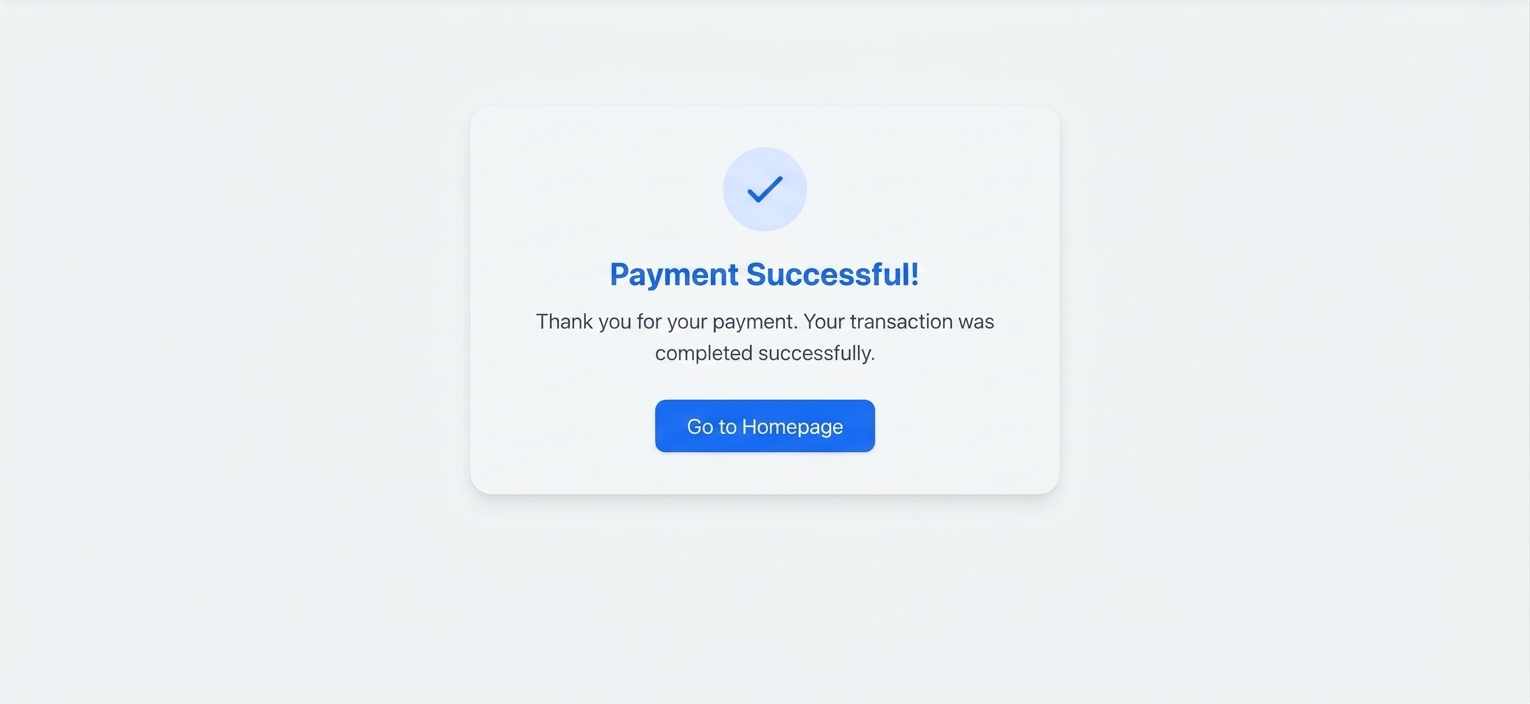 Payment Successful!
Thank you for your payment. Your transaction was
completed successfully.
Go to Homepage